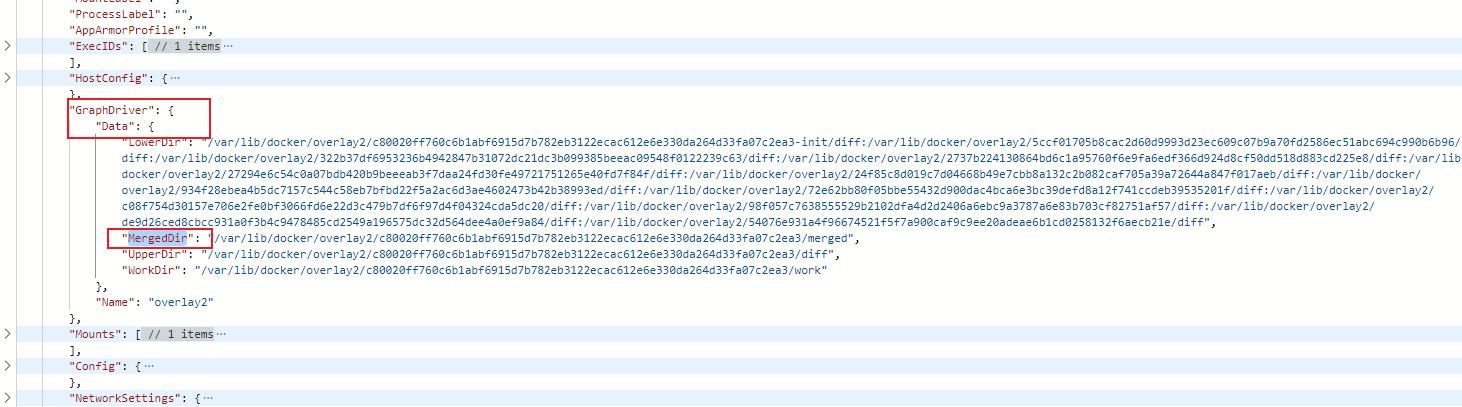 "ProcessLabel": "",
"AppArmorProfile": "",
"ExecIDs": [ // 1 items ···
],
"HostConfig": { ···
},
"GraphDriver": {
"Data": {
"LowerDir": "/var/lib/docker/overlay2/c80020ff760c6b1abf6915d7b782eb3122ecac612e6e330da264d33fa07c2ea3-init/diff:/var/lib/docker/overlay2/5ccf01705b8cac2d60d9993d23ec609c07b9a70fd2586ec51abc694c990b6b96/
diff:/var/lib/docker/overlay2/322b37df6953236b4942847b31072dc21dc3b099385beeac09548f0122239c63/diff:/var/lib/docker/overlay2/2737b224130864bd6c1a95760f6e9fa6edf366d924d8cf50dd518d883cd225e8/diff:/var/lib/
docker/overlay2/27294e6c54c0a07bdb420b9beeeab3f7daa24fd30fe49721751265e40fd7f84f/diff:/var/lib/docker/overlay2/24f85c8d019c7d04668b49e7cbb8a132c2b082caf705a39a72644a847f017aeb/diff:/var/lib/docker/
overlay2/934f28ebea4b5dc7157c544c58eb7bfbd22f5a2ac6d3ae4602473b42b38993ed/diff:/var/lib/docker/overlay2/72e62bb80f05bbe55432d900dac4bca6e3bc39defd8a12f741ccdeb39535201f/diff:/var/lib/docker/overlay2/
c08f754d30157e706e2fe0bf3066fd6e22d3c479b7df6f97d4f04324cda5dc20/diff:/var/lib/docker/overlay2/98f057c7638555529b2102dfa4d2d2406a6ebc9a3787a6e83b703cf82751af57/diff:/var/lib/docker/overlay2/
de9d26ced8cbcc931a0f3b4c9478485cd2549a196575dc32d564dee4a0ef9a84/diff:/var/lib/docker/overlay2/54076e931a4f96674521f5f7a900caf9c9ee20adeae6b1cd0258132f6aecb21e/diff",
"MergedDir": "/var/lib/docker/overlay2/c80020ff760c6b1abf6915d7b782eb3122ecac612e6e330da264d33fa07c2ea3/merged",
"UpperDir": "/var/lib/docker/overlay2/c80020ff760c6b1abf6915d7b782eb3122ecac612e6e330da264d33fa07c2ea3/diff",
"WorkDir": "/var/lib/docker/overlay2/c80020ff760c6b1abf6915d7b782eb3122ecac612e6e330da264d33fa07c2ea3/work"
},
"Name": "overlay2"
},
"Mounts": [ // 1 items ···
],
"Config": { ···
},
"NetworkSettings": { ···